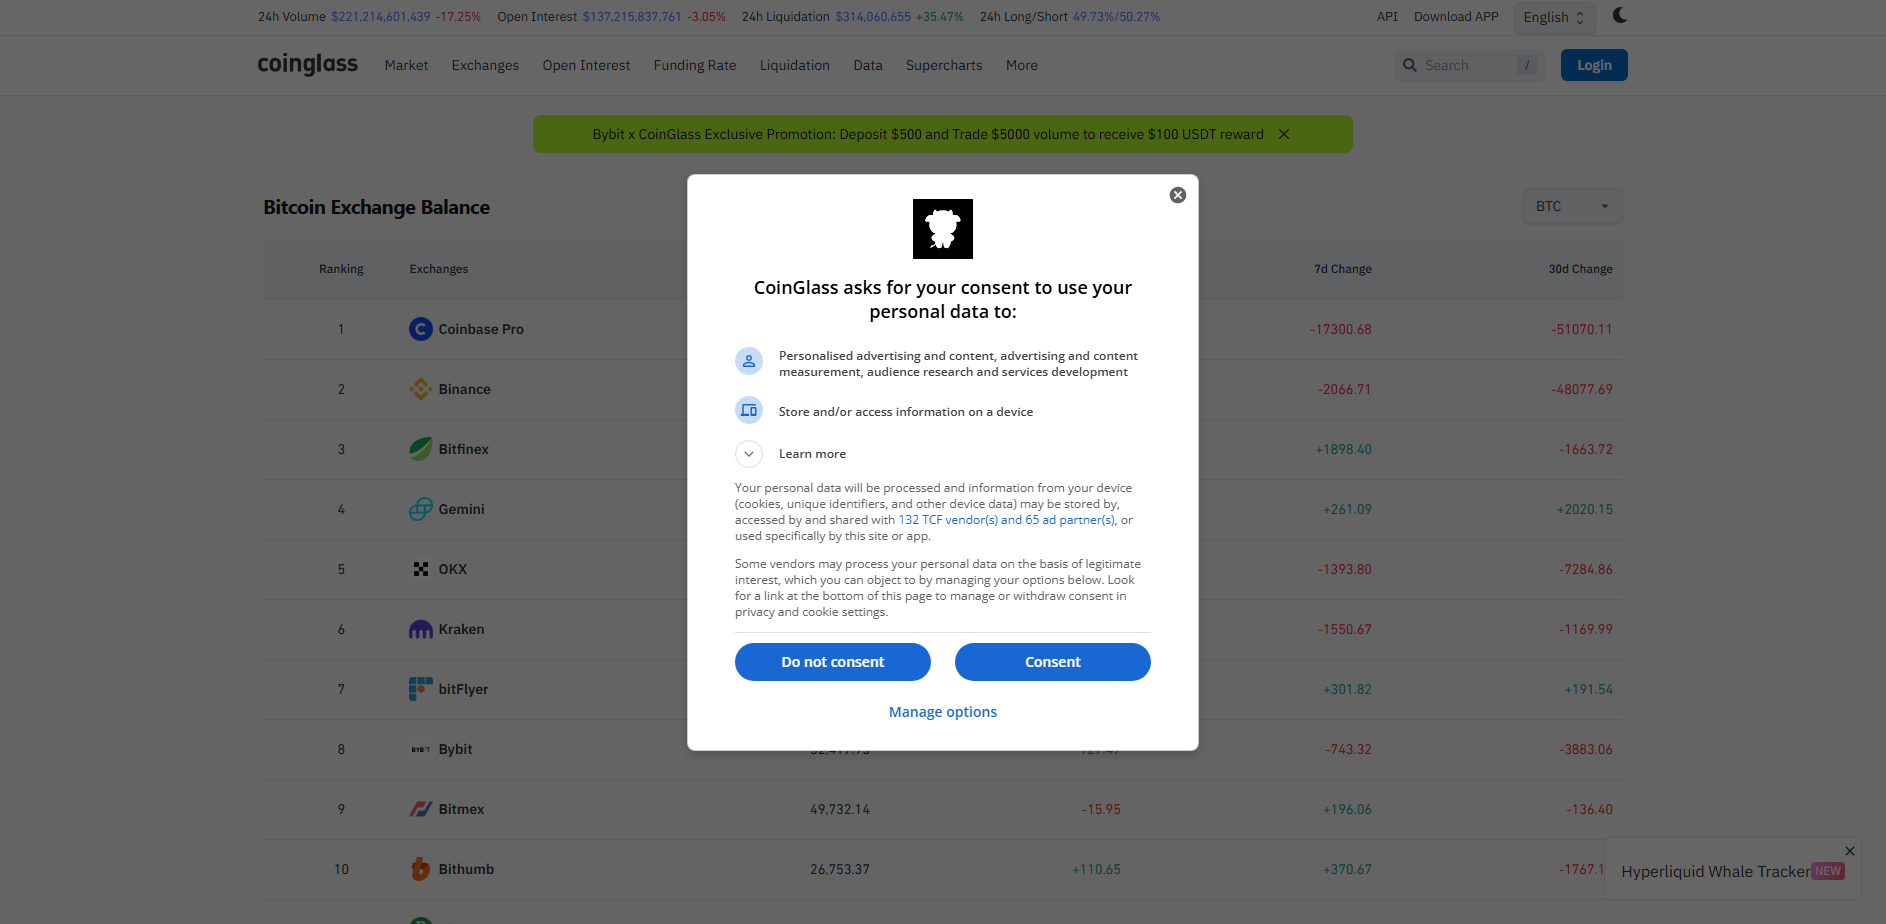 24h Volume $221,214,601,439 -17.25% Open Interest $137,215,837,761 -3.05% 24h Liquidation $314,060,655 +35.47% 24h Long/Short 49.73%/50.27% API Download APP English
coinglass Market Exchanges Open Interest Funding Rate Liquidation Data Supercharts More Search / Login
Bybit x CoinGlass Exclusive Promotion: Deposit $500 and Trade $5000 volume to receive $100 USDT reward
Bitcoin Exchange Balance BTC
Ranking Exchanges 7d Change 30d Change
1 Coinbase Pro -17300.68 -51070.11
2 Binance -2066.71 -48077.69
3 Bitfinex +1898.40 -1663.72
4 Gemini +261.09 +2020.15
5 OKX -1393.80 -7284.86
6 Kraken -1550.67 -1169.99
7 bitFlyer +301.82 +191.54
8 Bybit -743.32 -3883.06
9 Bitmex 49,732.14 -15.95 +196.06 -136.40
10 Bithumb 26,753.37 +110.65 +370.67 -1767.1
CoinGlass asks for your consent to use your
personal data to:
Personalised advertising and content, advertising and content
measurement, audience research and services development
Store and/or access information on a device
Learn more
Your personal data will be processed and information from your device
(cookies, unique identifiers, and other device data) may be stored by,
accessed by and shared with 132 TCF vendor(s) and 65 ad partner(s), or
used specifically by this site or app.
Some vendors may process your personal data on the basis of legitimate
interest, which you can object to by managing your options below. Look
for a link at the bottom of this page to manage or withdraw consent in
privacy and cookie settings.
Do not consent Consent
Manage options
Hyperliquid Whale Tracker NEW